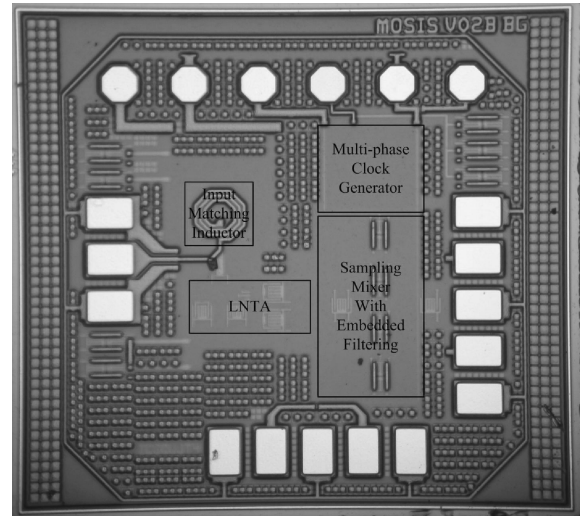 MOSIS V02B BG
Multi-phase
Clock
Generator
Input
Matching
Inductor
Sampling
Mixer
With
Embedded
Filtering
LNTA